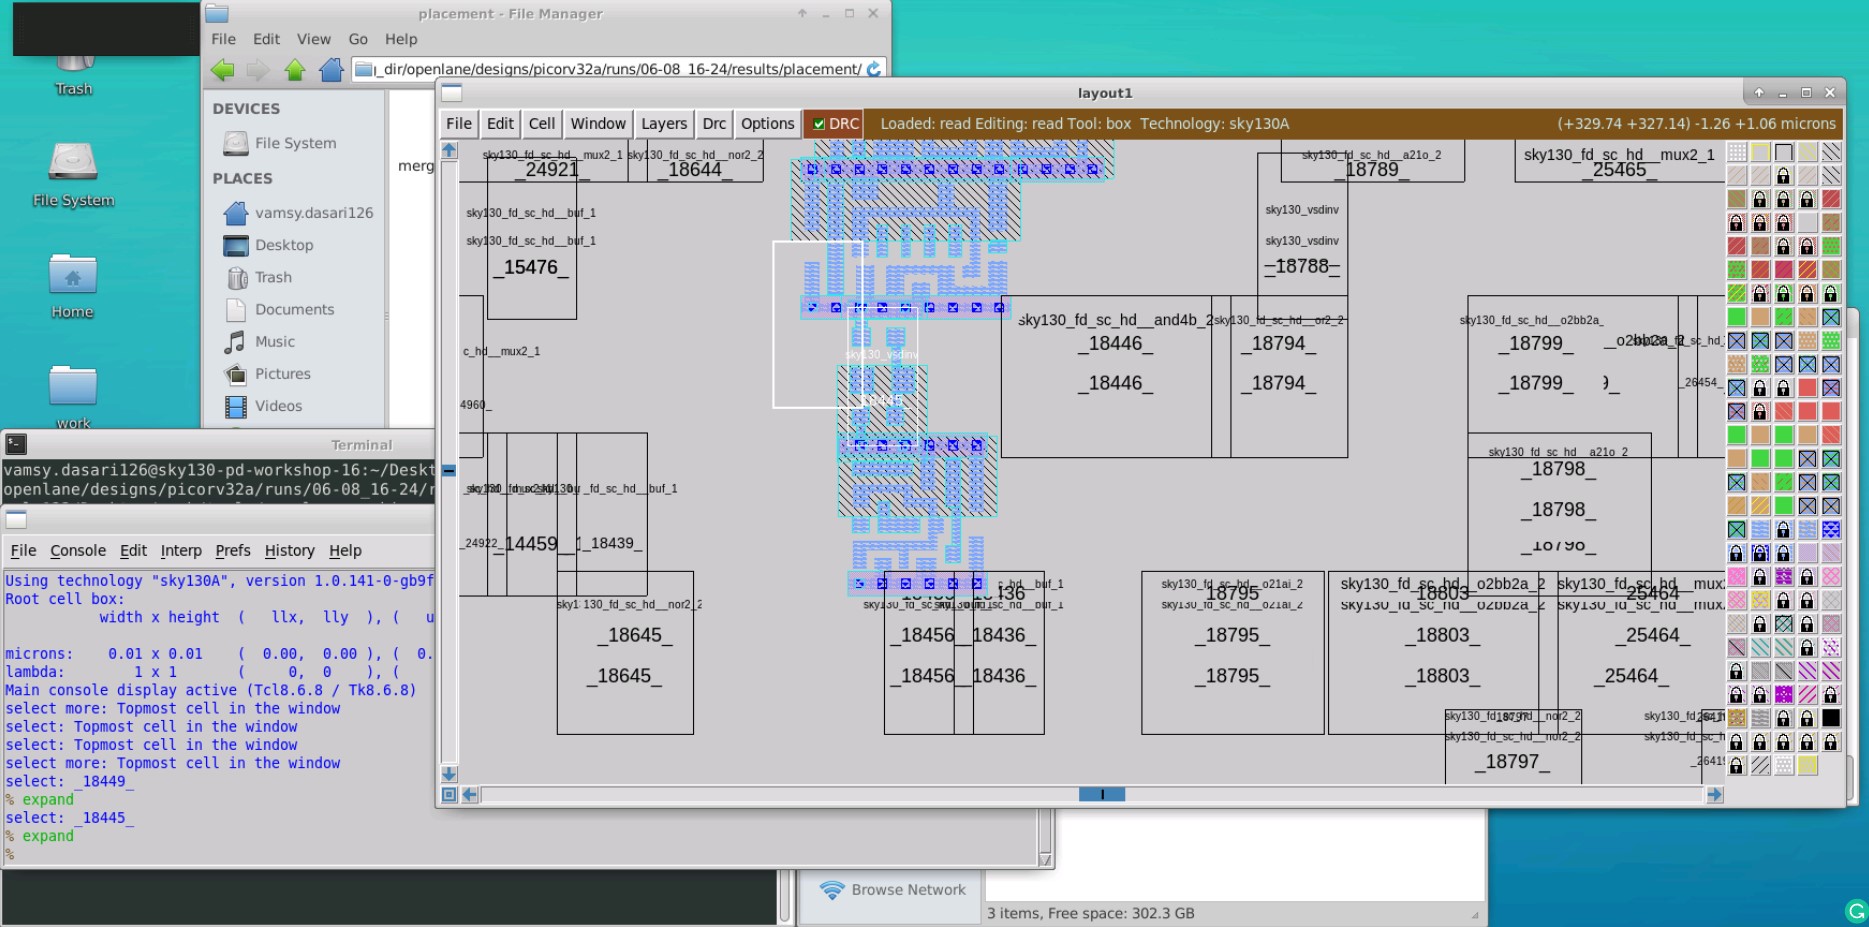 placement - File Manager
File Edit View Go Help
_dir/openlane/designs/picorv32a/runs/06-08_16-24/results/placement/
Trash
File System
Home
work
DEVICES
File System
PLACES
vamsy.dasari126
Desktop
Trash
Documents
Music
Pictures
Videos
merg
layout1
File Edit Cell Window Layers Drc Options DRC Loaded: read Editing: read Tool: box Technology: sky130A (+329.74 +327.14) -1.26 +1.06 microns
sky130_fd_sc_hd__mux2_1 sky130_fd_sc_hd__nor2_2 sky130_fd_sc_hd__a21o_2 sky130_fd_sc_hd__mux2_1
_24921_ _18644_ _18789_ _25465_
sky130_fd_sc_hd__buf_1 sky130_vsdinv
sky130_fd_sc_hd__buf_1 sky130_vsdinv
_15476_ _18788_
sky130_fd_sc_hd__and4b_2 sky130_fd_sc_hd__or2_2 sky130_fd_sc_hd__o2bb2a_
_18446_ _18794_ _18799_
c_hd__mux2_1 sky130_vsdinv
_18446_ _18794_ _18799_ 9_ _26454_
4960_
sky130_fd_sc_hd__a21o_2
_18798_
_fd_sc_hd__buf_1
_18798_
_24922_ _14459_ _18439_
_18798_
c_hd__buf_1 sky130_fd_sc_hd__o21ai_2 sky130_fd_sc_hd__o2bb2a_2 sky130_fd_sc_hd__mux
_18795_ _18803_ 25464_
130_fd_sc_hd__nor2_2 sky130_fd_sc_hd__o21ai_2 sky130_fd_sc_hd__o2bb2a_2 sky130_fd_sc_hd__mux
_18645_ _18456_ _18436_ _18795_ _18803_ _25464_
_18645_ _18456_ _18436_ _18795_ _18803_ _25464_
sky130_fd_sc_hd__nor2_2
sky130_fd_sc_hd__nor2_2 sky130_fd_sc_h
_18797_ _26419
Terminal
vamsy.dasari126@sky130-pd-workshop-16:~/Deskt
openlane/designs/picorv32a/runs/06-08_16-24/r
File Console Edit Interp Prefs History Help
Using technology "sky130A", version 1.0.141-0-gb9f
Root cell box:
width x height ( llx, lly ), ( u
microns: 0.01 x 0.01 ( 0.00, 0.00 ), ( 0.
lambda: 1 x 1 ( 0, 0 ), (
Main console display active (Tcl8.6.8 / Tk8.6.8)
select more: Topmost cell in the window
select: Topmost cell in the window
select: Topmost cell in the window
select more: Topmost cell in the window
select: _18449_
% expand
select: _18445_
% expand
%
Browse Network
3 items, Free space: 302.3 GB